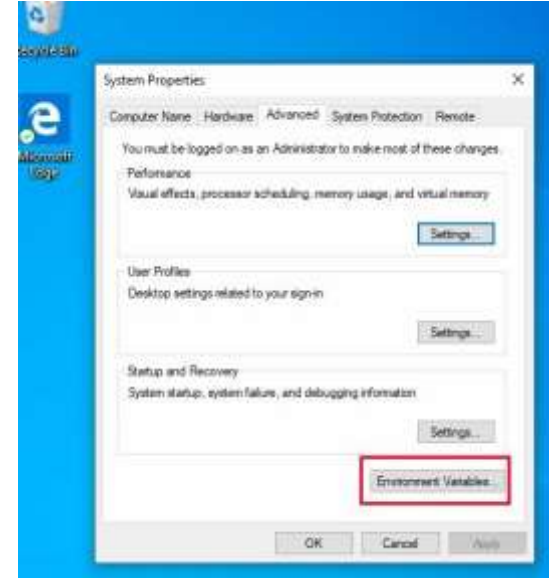 Recycle Bin
Microsoft
Edge
System Properties
Computer Name Hardware Advanced System Protection Remote
You must be logged on as an Administrator to make most of these changes.
Performance
Visual effects, processor scheduling, memory usage, and virtual memory
Settings...
User Profiles
Desktop settings related to your sign-in
Settings...
Startup and Recovery
System startup, system failure, and debugging information
Settings...
Environment Variables...
OK Cancel Apply